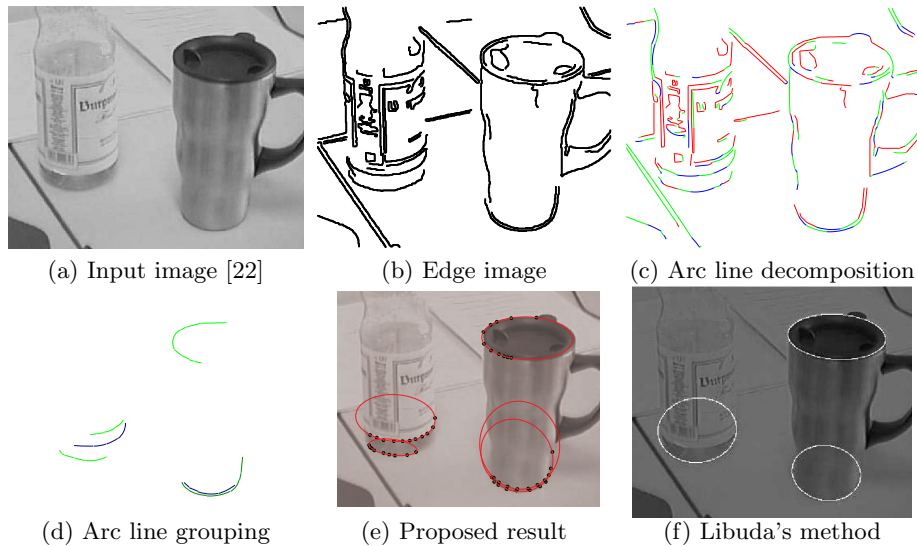 (a) Input image [22]
(b) Edge image
(c) Arc line decomposition
(d) Arc line grouping
(e) Proposed result
(f) Libuda's method